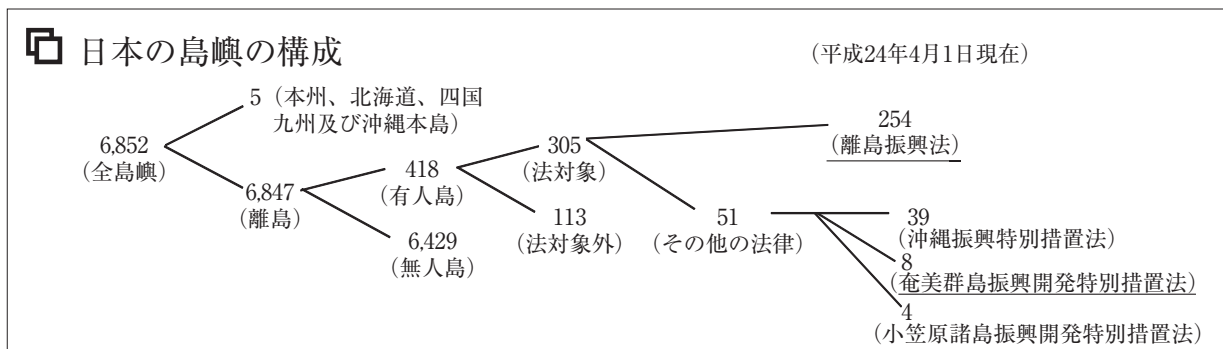 日本の島嶼の構成
(平成24年4月1日現在)
5(本州、北海道、四国
九州及び沖縄本島)
6,852
(全島嶼)
6,847
(離島)
418
(有人島)
6,429
(無人島)
305
(法対象)
113
(法対象外)
254
(離島振興法)
51
(その他の法律)
39
(沖縄振興特別措置法)
8
(奄美群島振興開発特別措置法)
4
(小笠原諸島振興開発特別措置法)